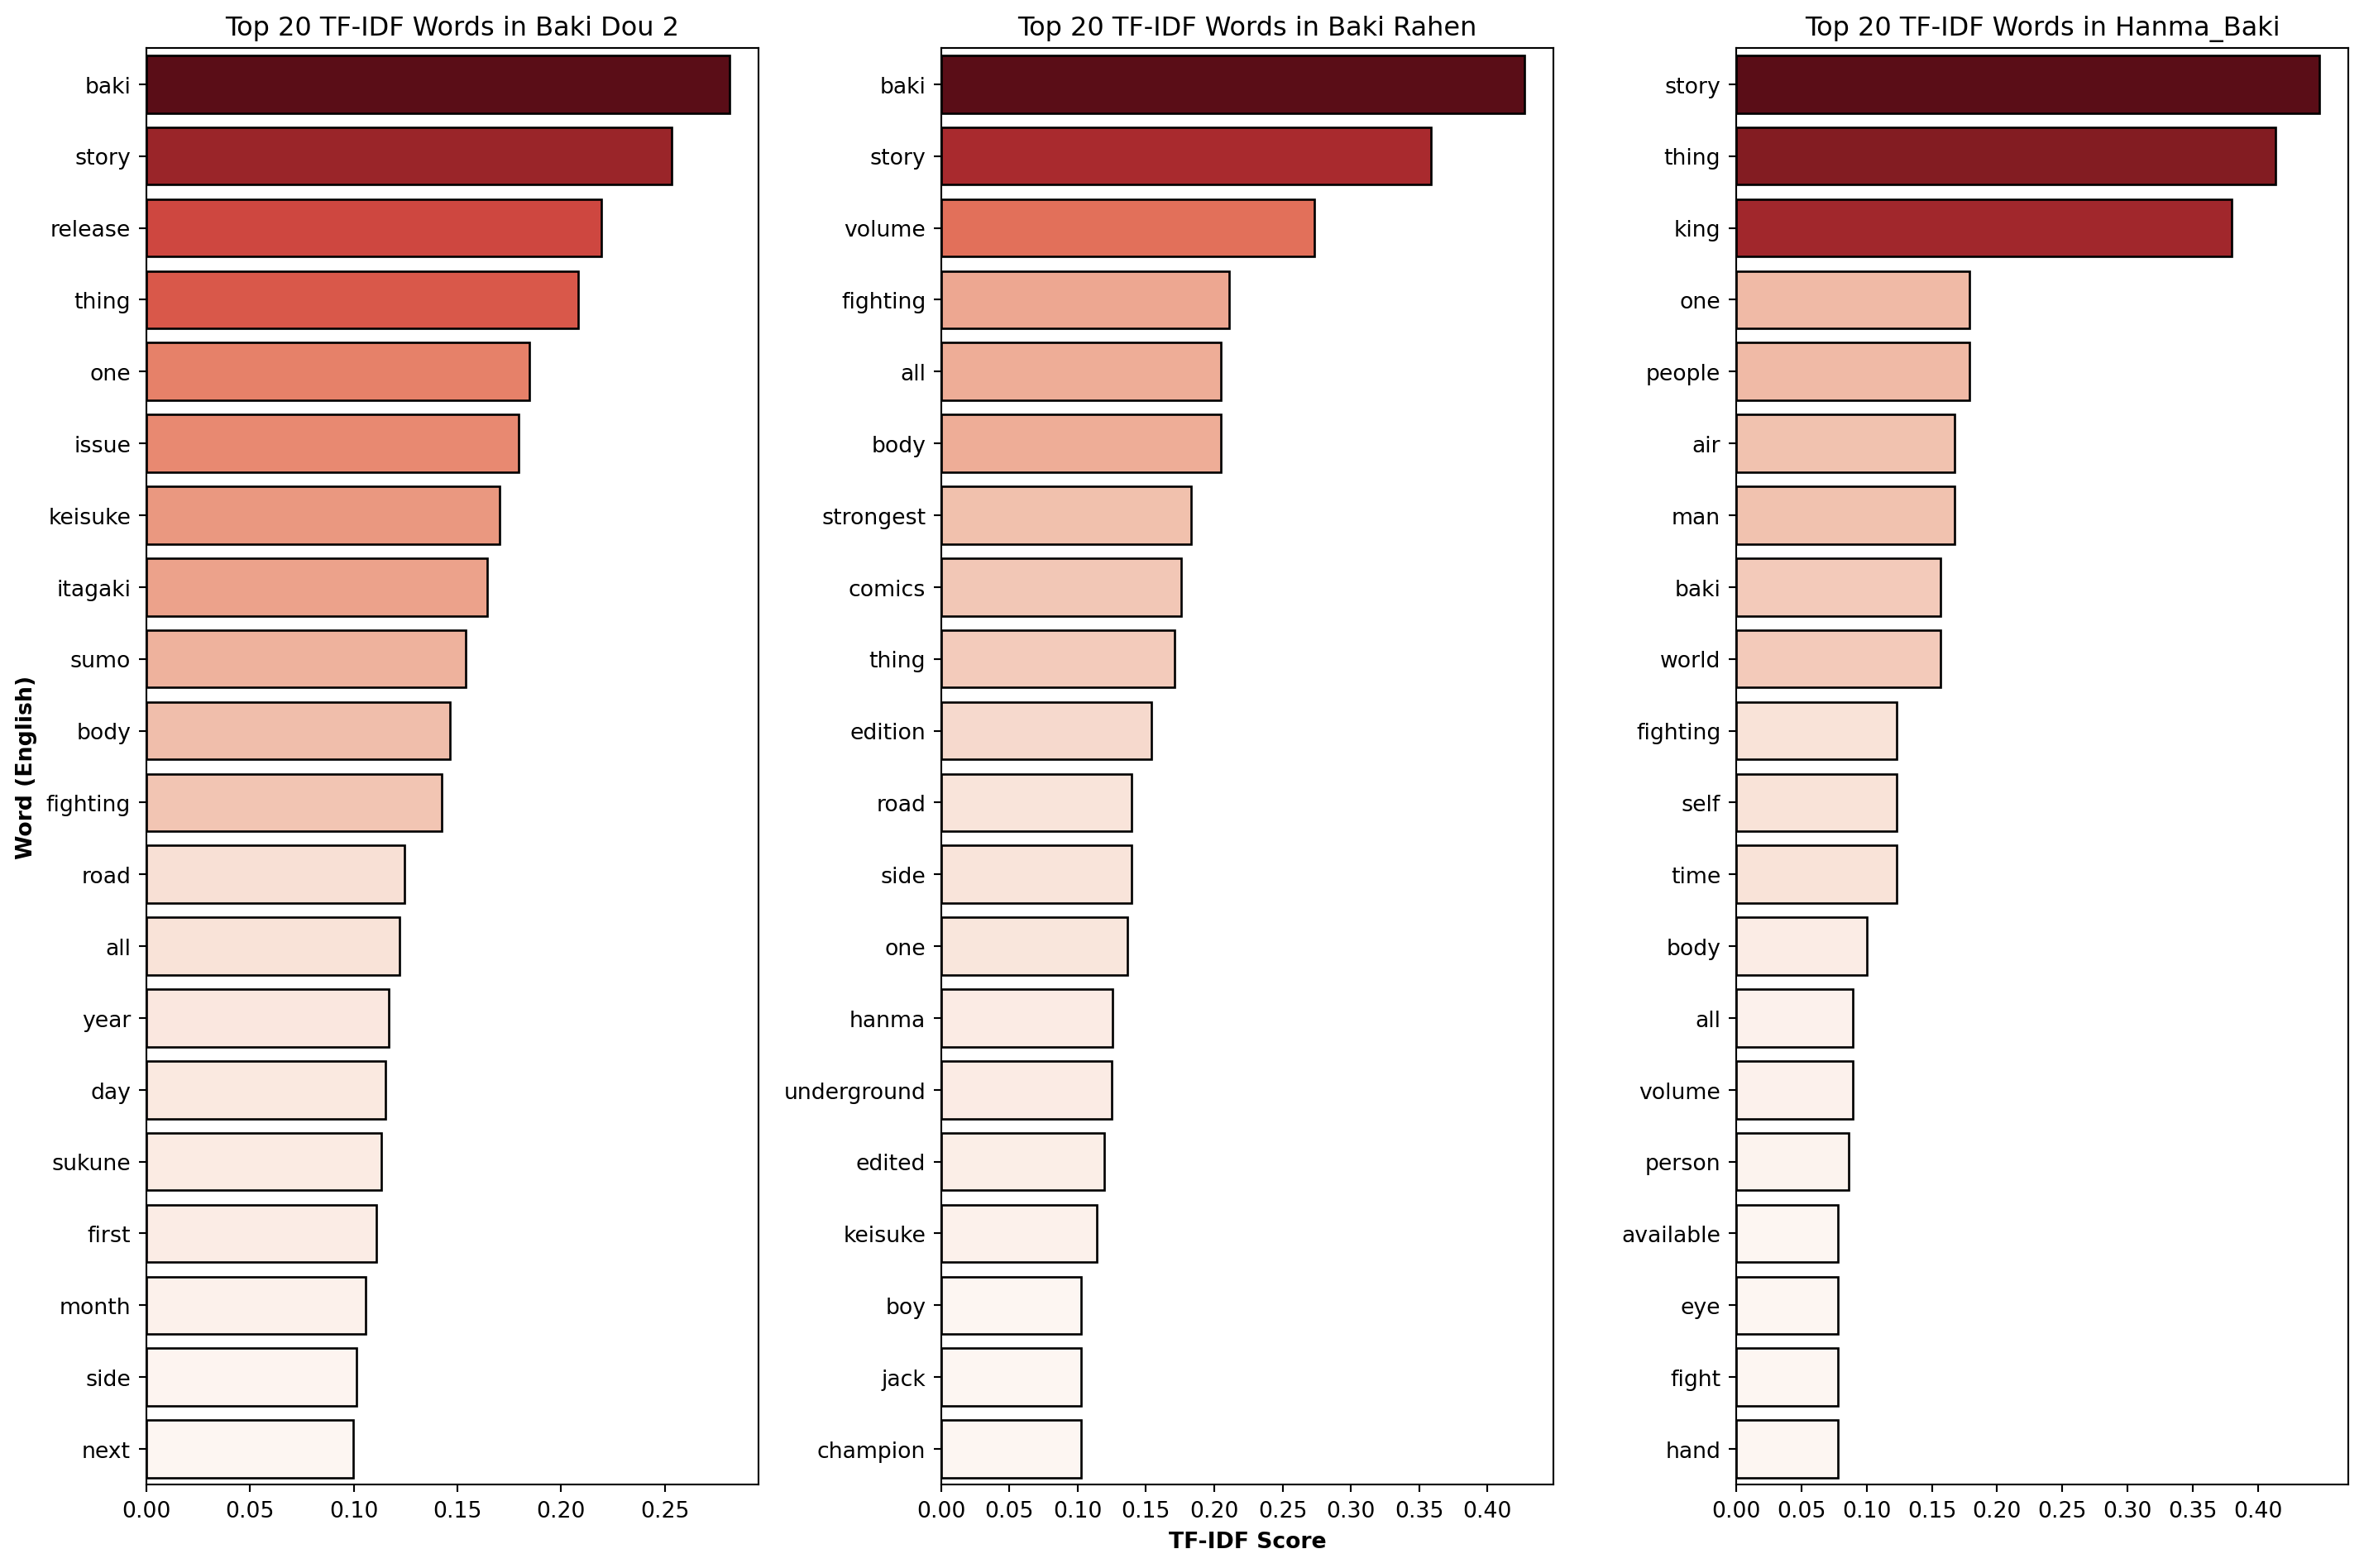 Top 20 TF-IDF Words in Baki Dou 2
baki
story
release
thing
one
issue
keisuke
itagaki
sumo
body
fighting
road
all
year
day
sukune
first
month
side
next
0.00 0.05 0.10 0.15 0.20 0.25
Word (English)
Top 20 TF-IDF Words in Baki Rahen
baki
story
volume
fighting
all
body
strongest
comics
thing
edition
road
side
one
hanma
underground
edited
keisuke
boy
jack
champion
0.00 0.05 0.10 0.15 0.20 0.25 0.30 0.35 0.40
TF-IDF Score
Top 20 TF-IDF Words in Hanma_Baki
story
thing
king
one
people
air
man
baki
world
fighting
self
time
body
all
volume
person
available
eye
fight
hand
0.00 0.05 0.10 0.15 0.20 0.25 0.30 0.35 0.40